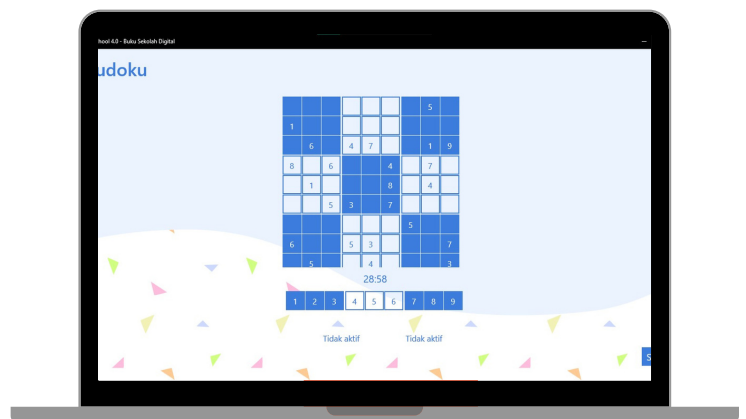 hool 4.0 - Buku Sekolah Digital
udoku
5
1
6 4 7 1 9
8 6 4 7
1 8 4
5 3 7
5
6 5 3 7
5 4 3
28:58
1 2 3 4 5 6 7 8 9
Tidak aktif Tidak aktif
S